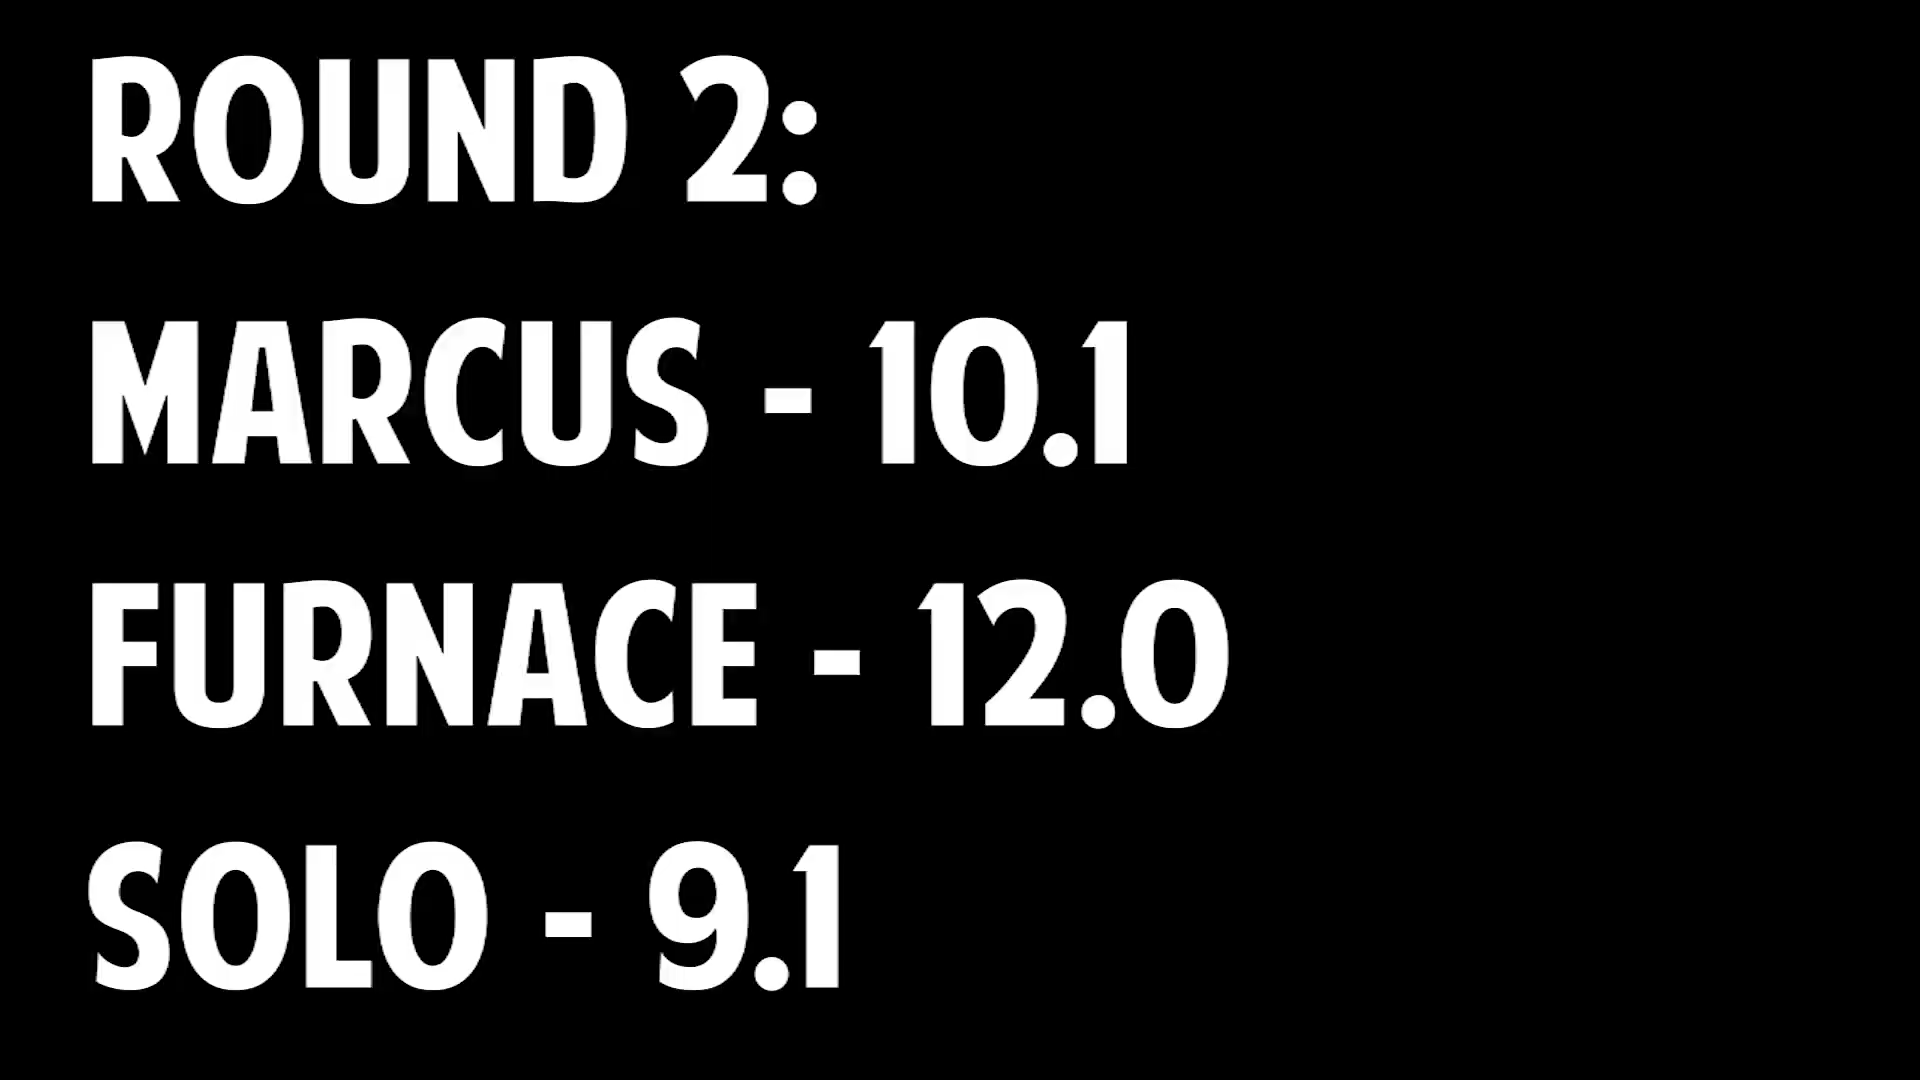 ROUND 2:
MARCUS - 10.1
FURNACE - 12.0
SOLO - 9.1